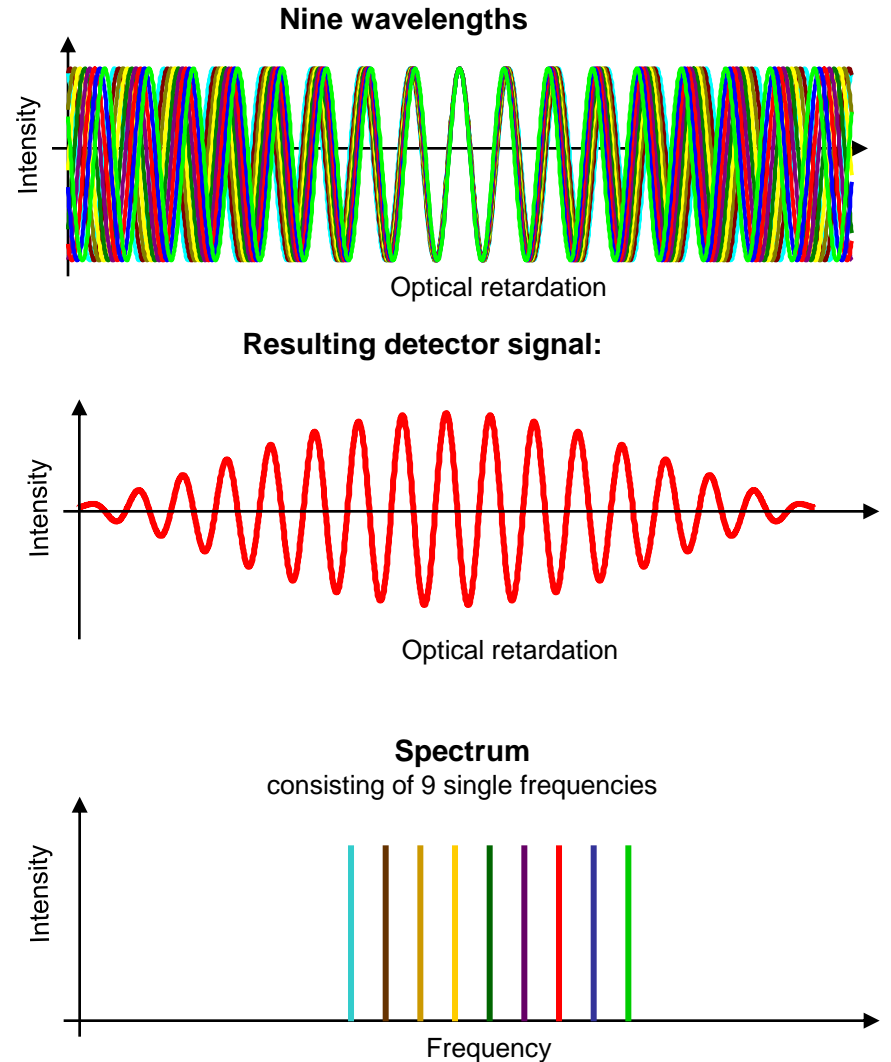 Nine wavelengths
Intensity
Optical retardation
Resulting detector signal:
Intensity
Optical retardation
Spectrum
consisting of 9 single frequencies
Intensity
Frequency